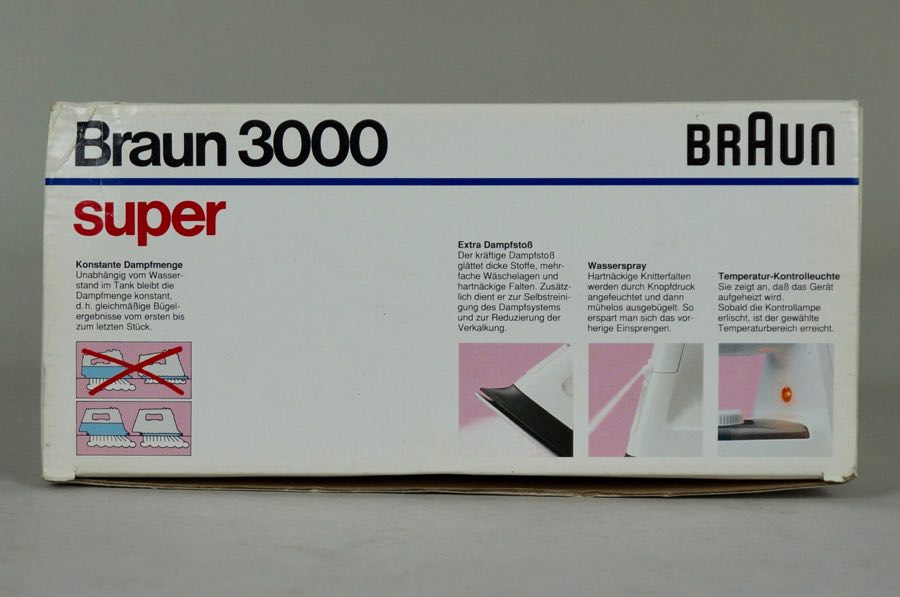 Braun 3000
BRAUN
super
Konstante Dampfmenge
Unabhängig vom Wasser-
stand im Tank bleibt die
Dampfmenge konstant,
d.h. gleichmäßige Bügel-
ergebnisse vom ersten bis
zum letzten Stück.
Extra Dampfstoß
Der kräftige Dampfstoß
glättet dicke Stoffe, mehr-
fache Wäschelagen und
hartnäckige Falten. Zusätz-
lich dient er zur Selbstreini-
gung des Dampfsystems
und zur Reduzierung der
Verkalkung.
Wasserspray
Hartnäckige Knitterfalten
werden durch Knopfdruck
angefeuchtet und dann
mühelos ausgebügelt. So
erspart man sich das vor-
herige Einsprengen.
Temperatur-Kontrolleuchte
Sie zeigt an, daß das Gerät
aufgeheizt wird.
Sobald die Kontrollampe
erlischt, ist der gewählte
Temperaturbereich erreicht.